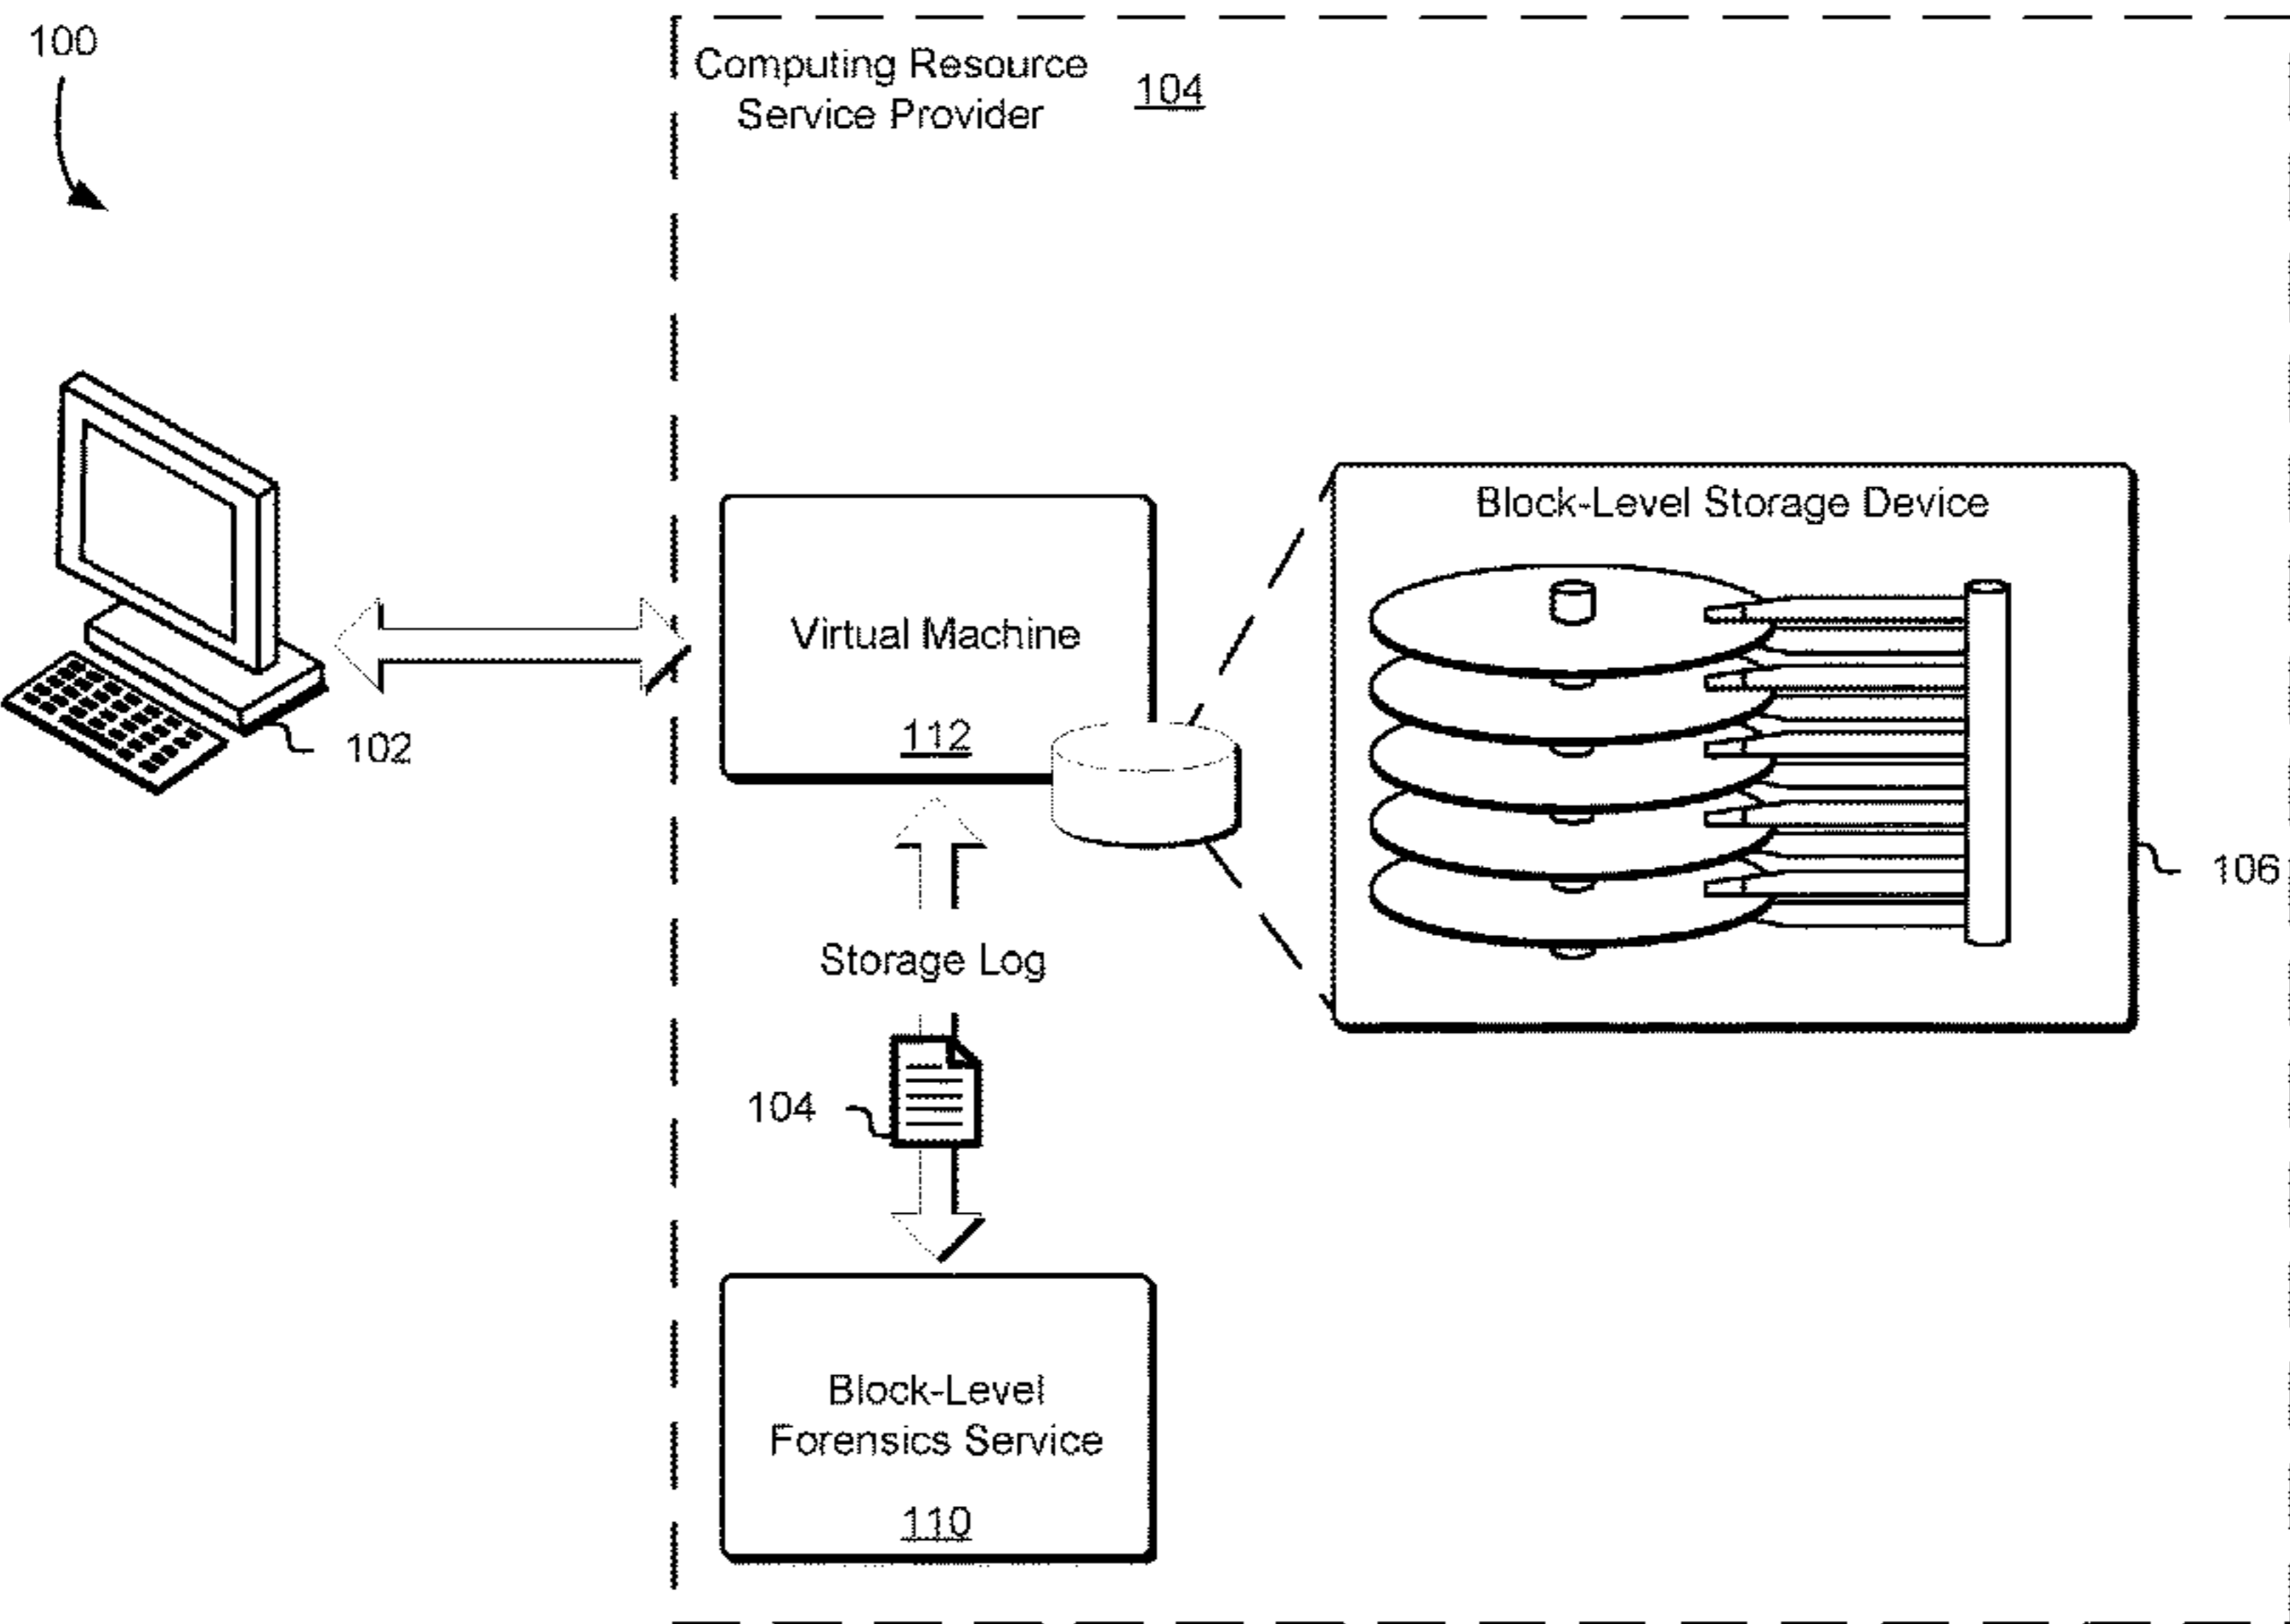 100
Computing Resource
Service Provider
104
Block-Level Storage Device
Virtual Machine
112
102
106
Storage Log
104
Block-Level
Forensics Service
110